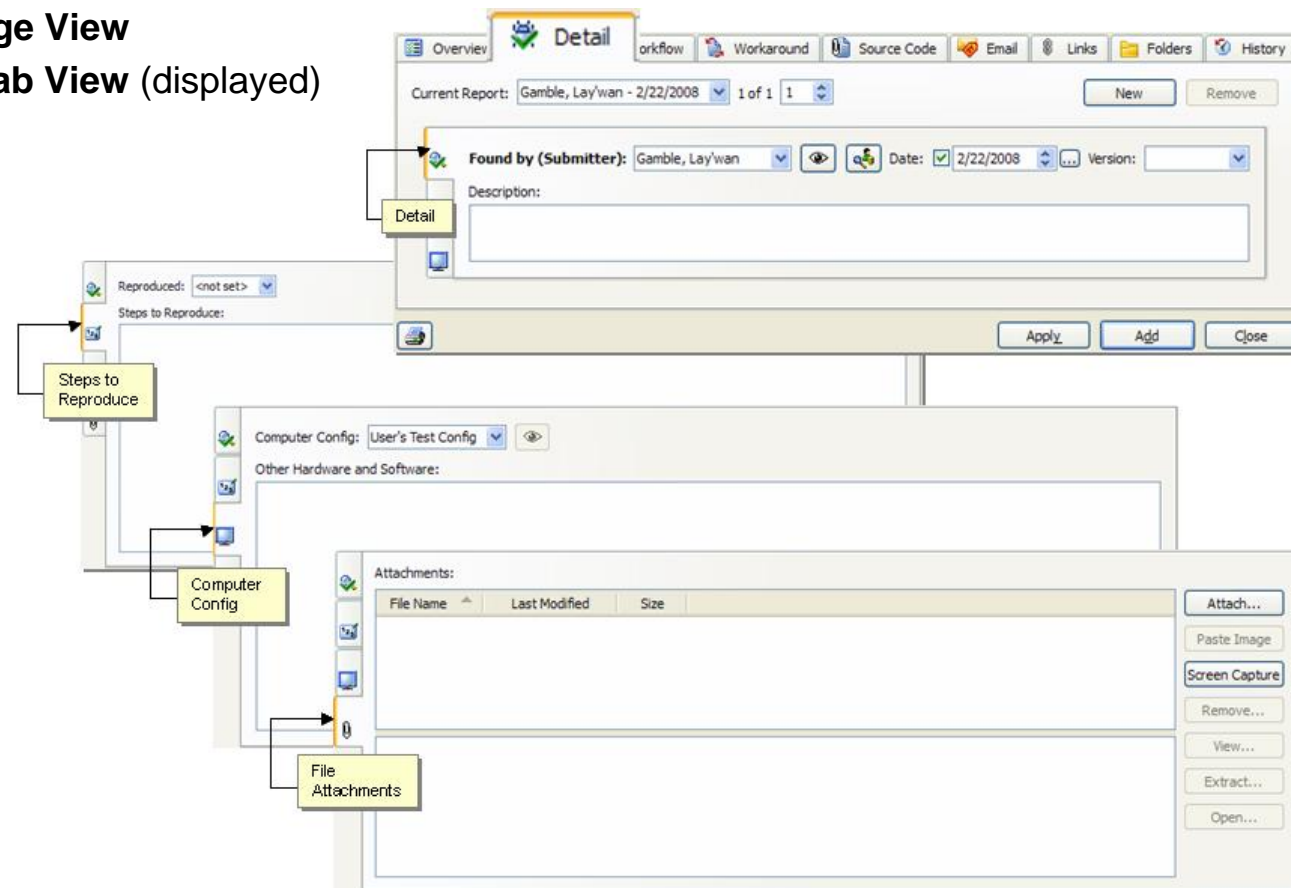 ge View
ab View (displayed)
Overview Detail orkflow Workaround Source Code Email Links Folders History
Current Report: Gamble, Lay'wan - 2/22/2008 1 of 1 1 New Remove
Found by (Submitter): Gamble, Lay'wan Date: 2/22/2008 ... Version:
Description:
Detail
Apply Add Close
Reproduced: <not set>
Steps to Reproduce:
Steps to
Reproduce
Computer Config: User's Test Config
Other Hardware and Software:
Computer
Config
Attachments:
File Name Last Modified Size
Attach...
Paste Image
Screen Capture
Remove...
View...
Extract...
Open...
File
Attachments